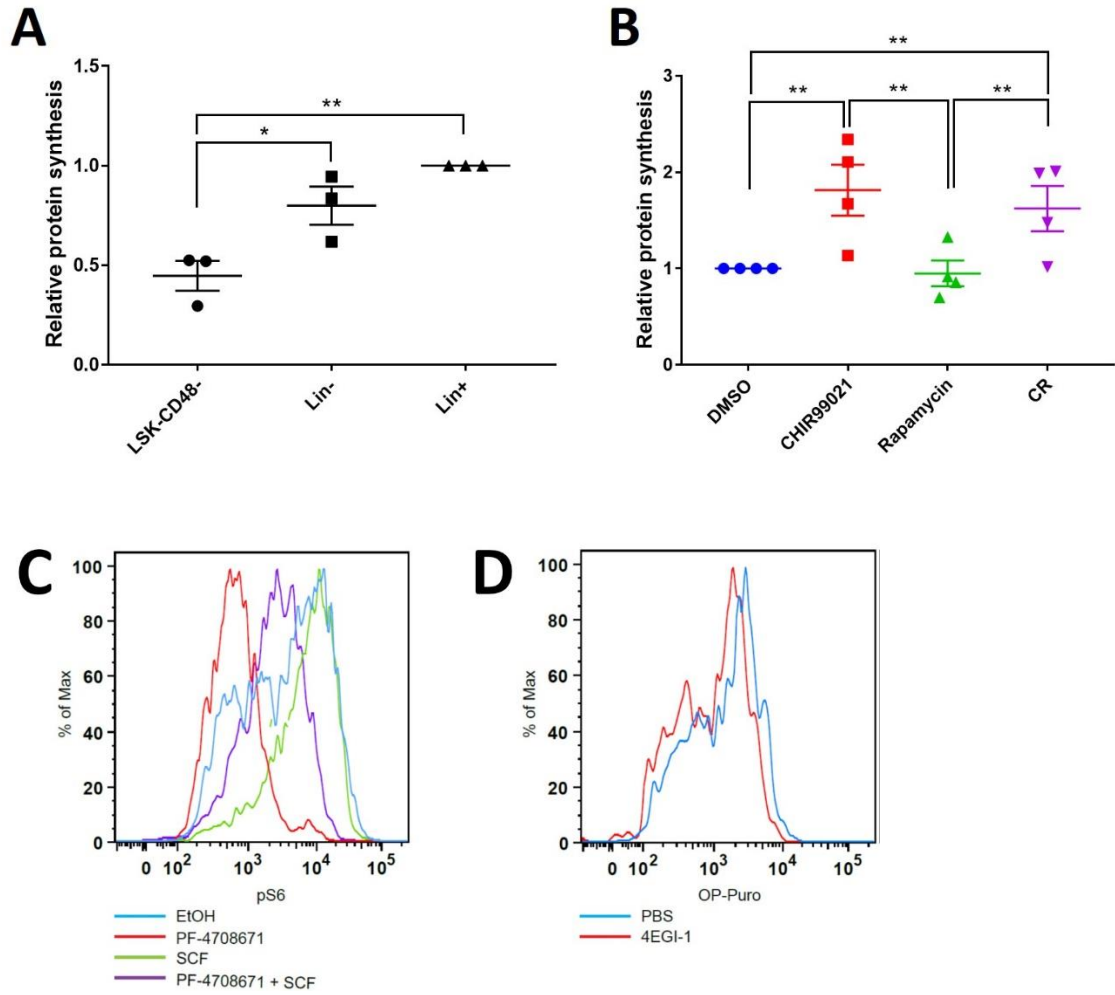 A
Relative protein synthesis
1.5
1.0
0.5
0.0
**
*
LSK-CD48-
Lin-
Lin+
B
Relative protein synthesis
3
2
1
0
**
** ** **
DMSO
CHIR99021
Rapamycin
CR
C
% of Max
100
80
60
40
20
0
0 10² 10³ 10⁴ 10⁵
pS6
EtOH
PF-4708671
SCF
PF-4708671 + SCF
D
% of Max
100
80
60
40
20
0
0 10² 10³ 10⁴ 10⁵
OP-Puro
PBS
4EGI-1